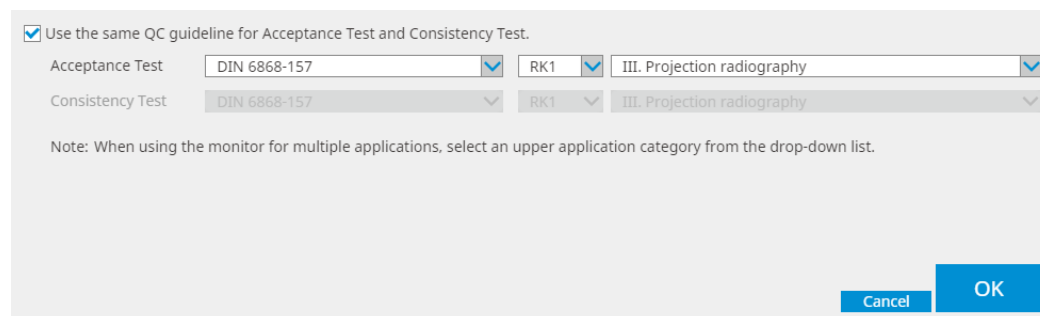 Use the same QC guideline for Acceptance Test and Consistency Test.
Acceptance Test DIN 6868-157 RK1 III. Projection radiography
Consistency Test DIN 6868-157 RK1 III. Projection radiography
Note: When using the monitor for multiple applications, select an upper application category from the drop-down list.
Cancel OK